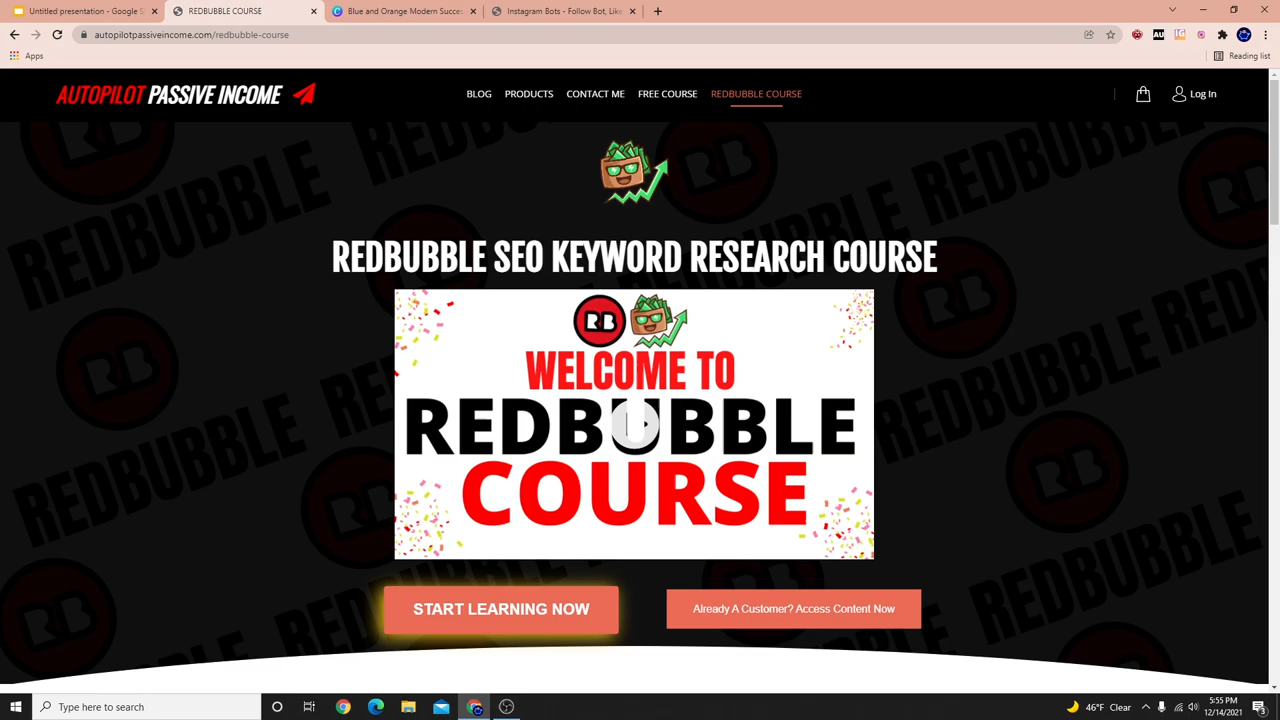 Untitled presentation - Google S
REDBUBBLE COURSE
Blue and Orange Modern Succes
Instagram Bots - Follow Bot, Like
autopilotpassiveincome.com/redbubble-course
Apps
Reading list
AUTOPILOT PASSIVE INCOME
BLOG
PRODUCTS
CONTACT ME
FREE COURSE
REDBUBBLE COURSE
Log In
REDBUBBLE SEO KEYWORD RESEARCH COURSE
RB
WELCOME TO
REDBUBBLE
COURSE
START LEARNING NOW
Already A Customer? Access Content Now
Type here to search
46°F Clear
5:55 PM
12/14/2021